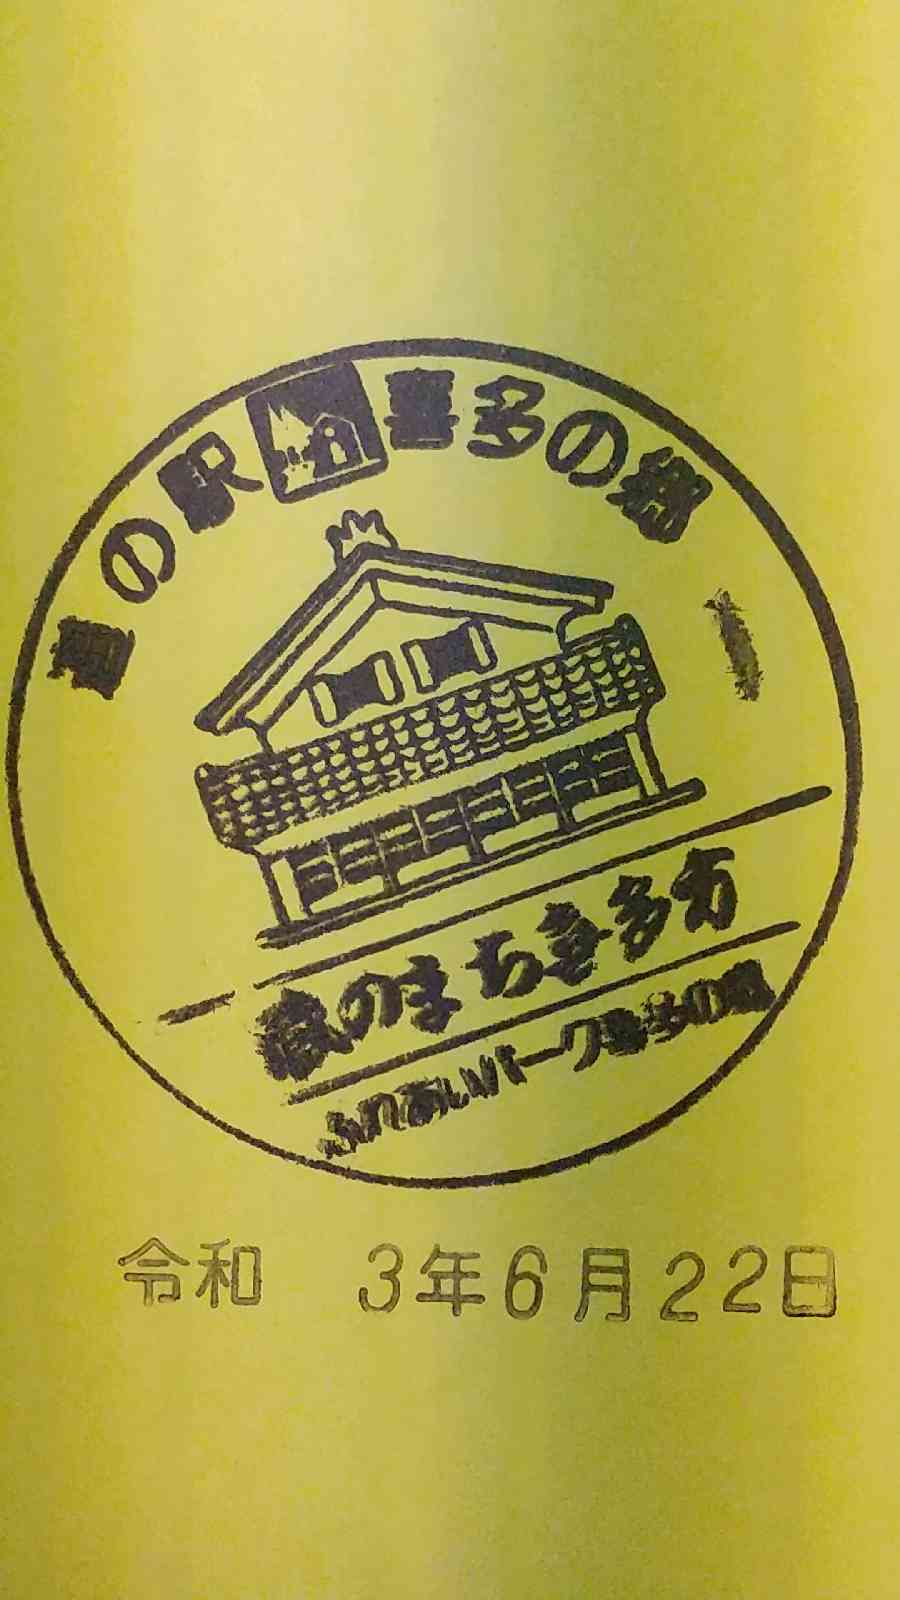 道の駅 喜多の郷
蔵のまち喜多方
ふれあいパーク喜多の郷
令和 3年6月22日